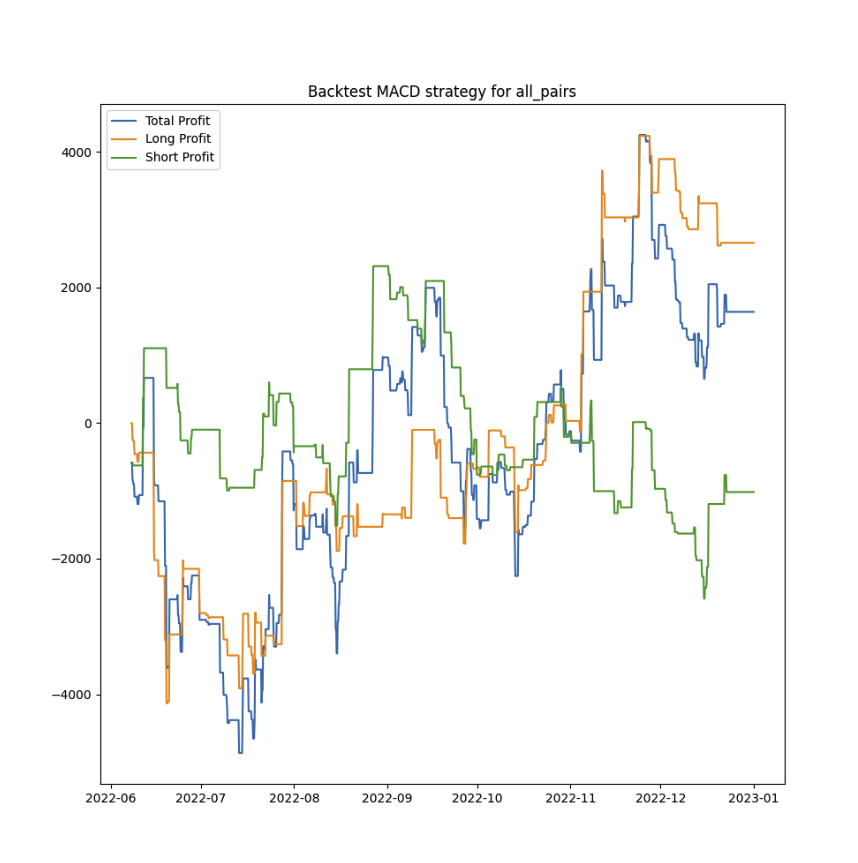 Backtest MACD strategy for all_pairs
Total Profit
Long Profit
Short Profit
4000
2000
0
−2000
−4000
2022-06 2022-07 2022-08 2022-09 2022-10 2022-11 2022-12 2023-01